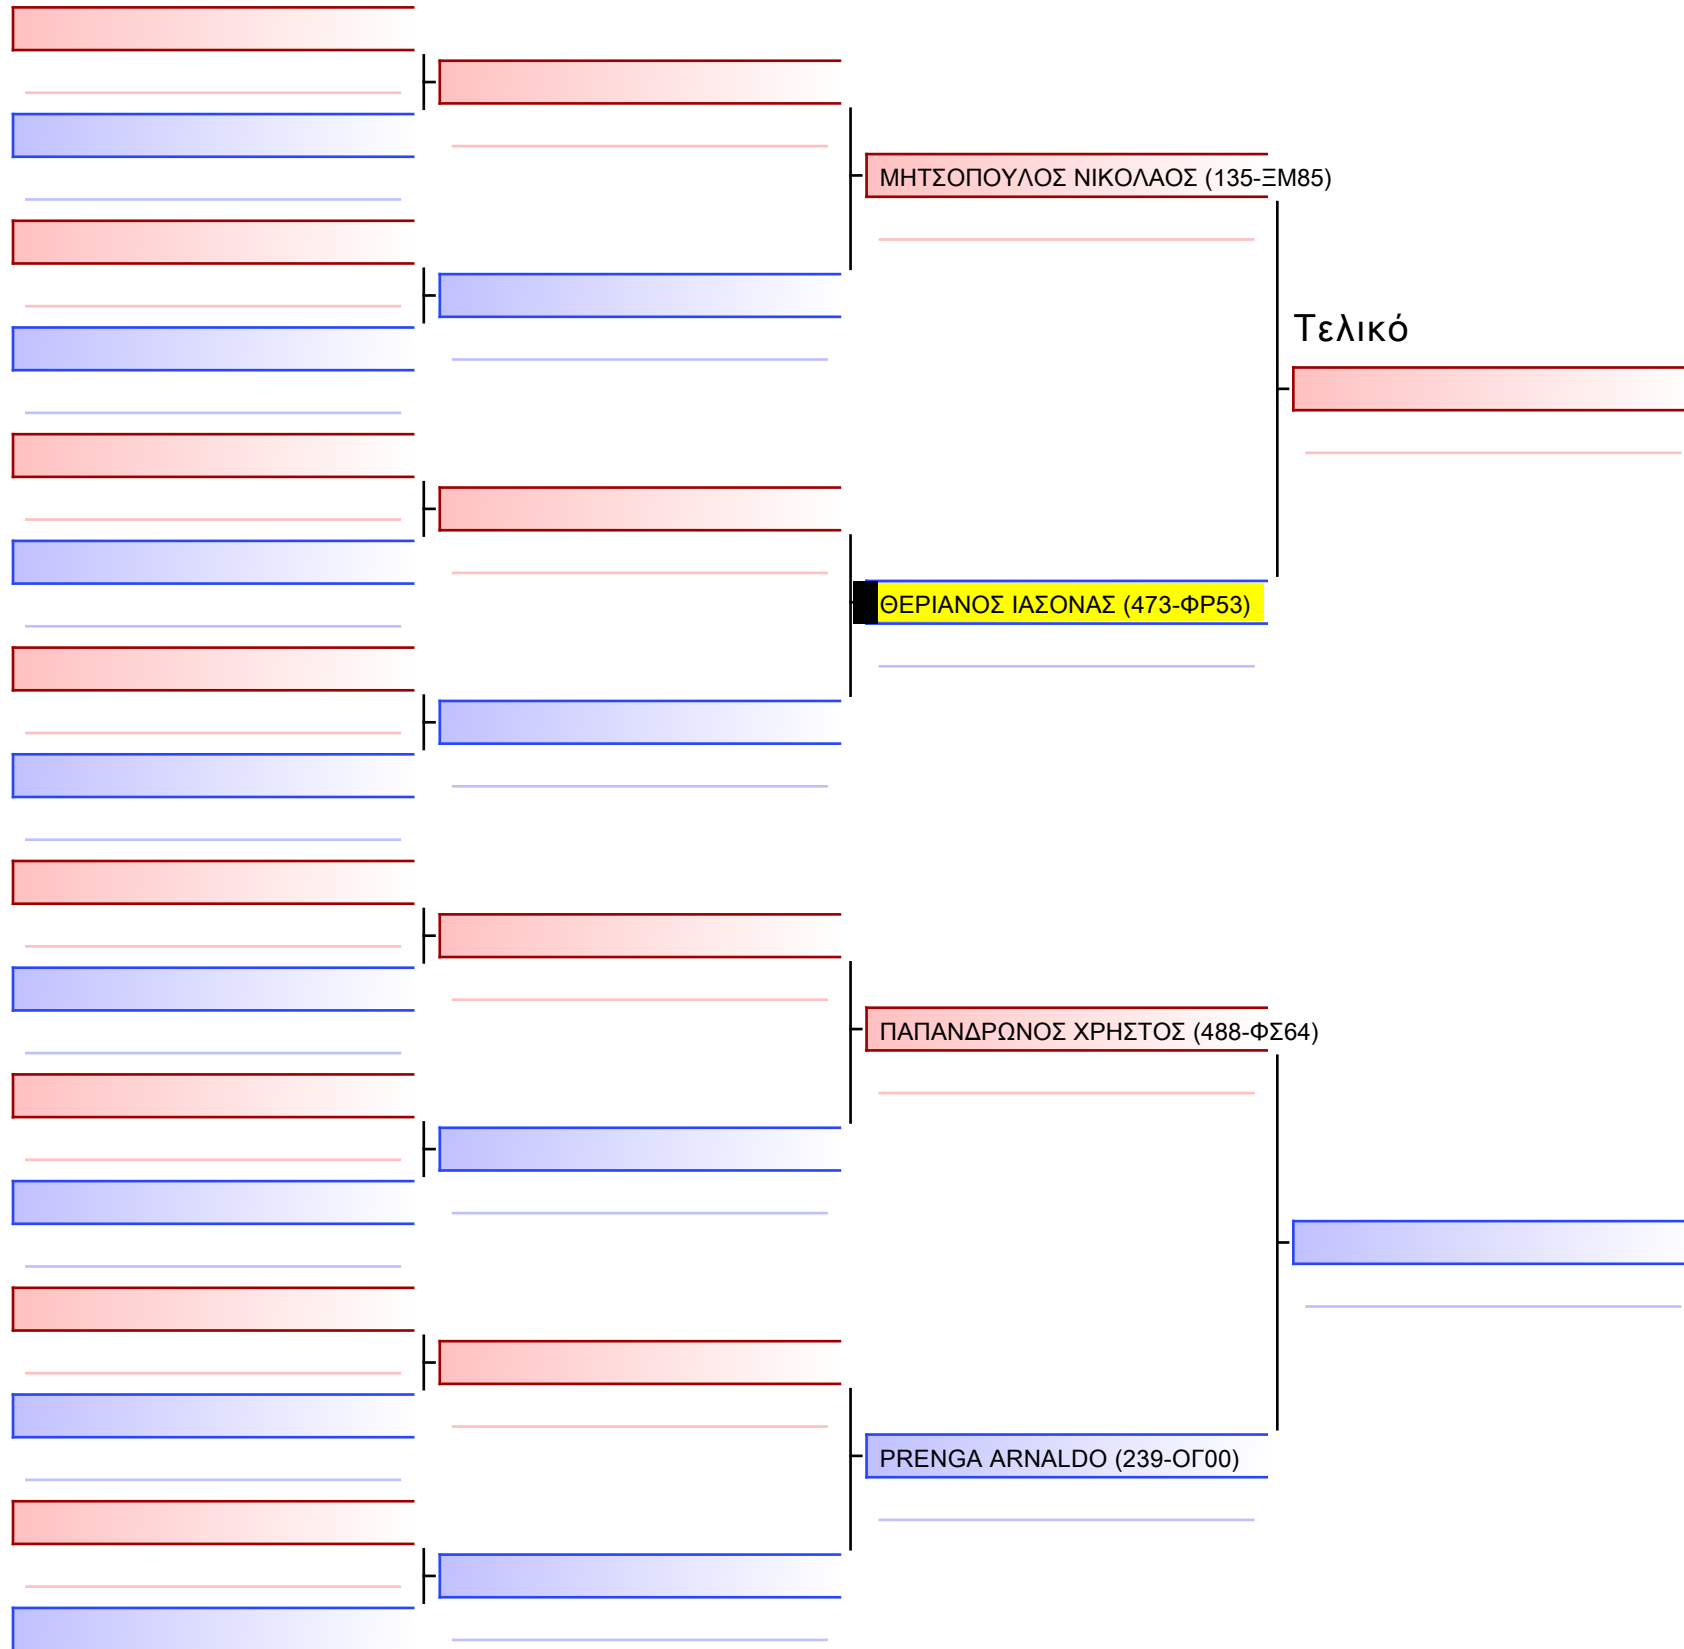 ΜΗΤΣΟΠΟΥΛΟΣ ΝΙΚΟΛΑΟΣ (135-ΞΜ85)
Τελικό
ΘΕΡΙΑΝΟΣ ΙΑΣΟΝΑΣ (473-ΦΡ53)
ΠΑΠΑΝΔΡΩΝΟΣ ΧΡΗΣΤΟΣ (488-ΦΣ64)
PRENGA ARNALDO (239-ΟΓ00)